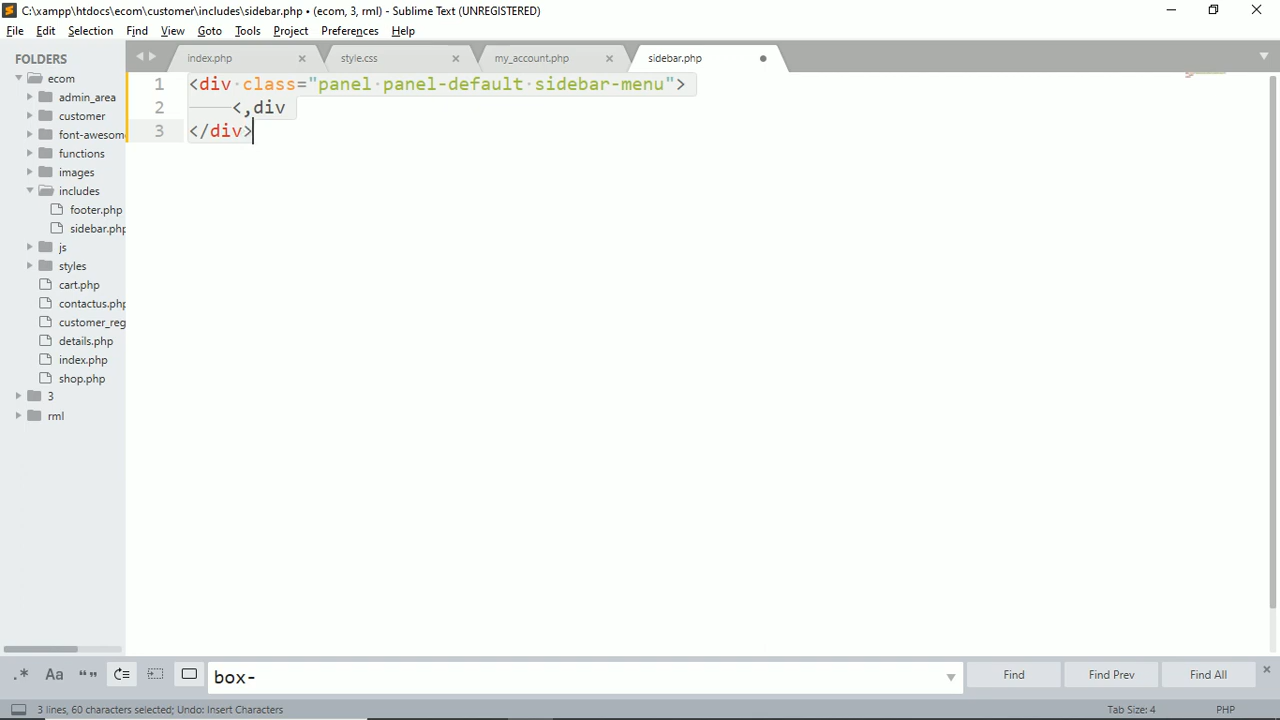 C:\xampp\htdocs\ecom\customer\includes\sidebar.php • (ecom, 3, rml) - Sublime Text (UNREGISTERED)
File Edit Selection Find View Goto Tools Project Preferences Help
FOLDERS
index.php
style.css
my_account.php
sidebar.php
ecom
admin_area
customer
font-awesom
functions
images
includes
footer.php
sidebar.php
js
styles
cart.php
contactus.php
customer_reg
details.php
index.php
shop.php
3
rml
1 <div class="panel panel-default sidebar-menu">
2 <,div
3 </div>
.* Aa “” box- Find Find Prev Find All
3 lines, 60 characters selected; Undo: Insert Characters Tab Size: 4 PHP